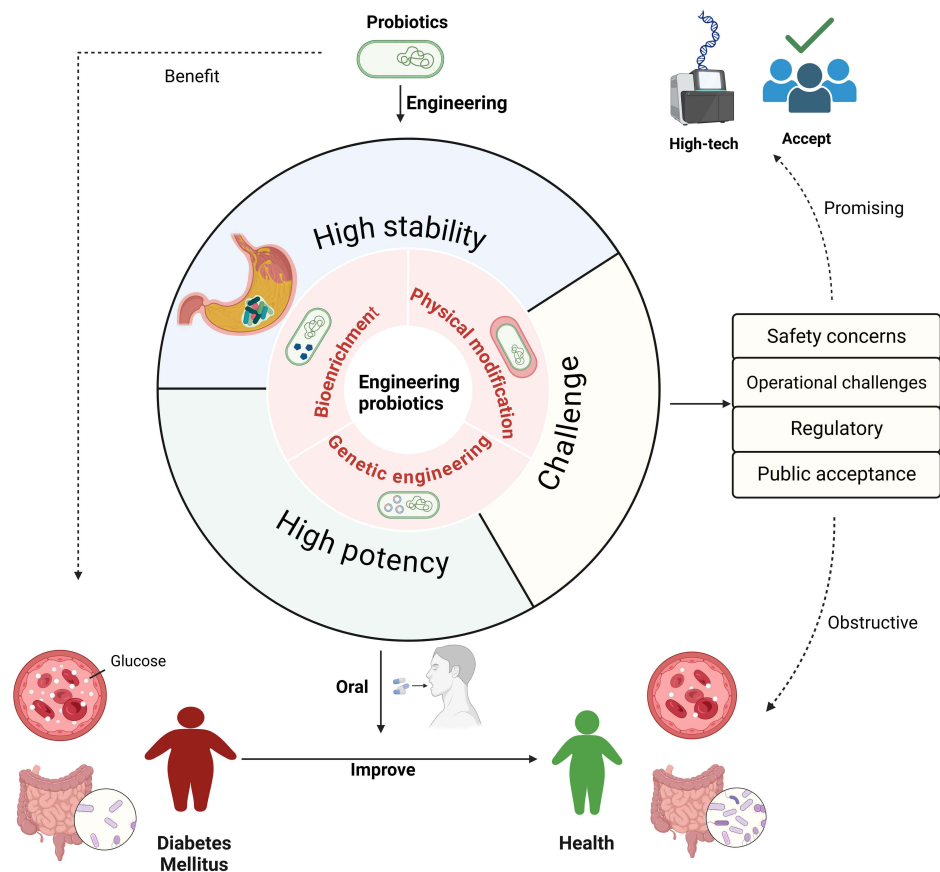 Probiotics
Benefit
Engineering
High-tech
Accept
Promising
High stability
Bioenrichment
Physical modification
Engineering
probiotics
Genetic engineering
High potency
Challenge
Safety concerns
Operational challenges
Regulatory
Public acceptance
Obstructive
Glucose
Oral
Improve
Diabetes
Mellitus
Health